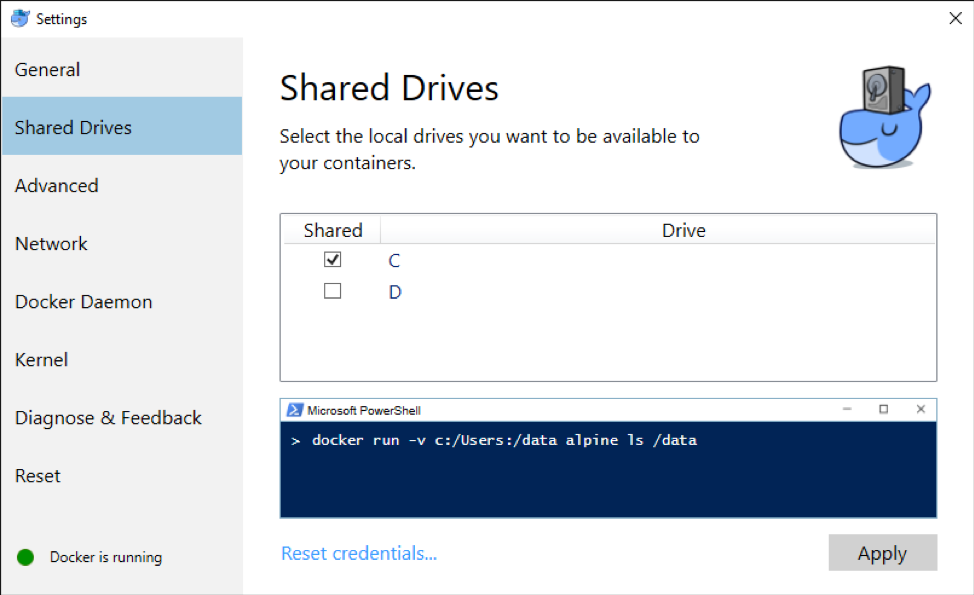 Settings
General
Shared Drives
Advanced
Network
Docker Daemon
Kernel
Diagnose & Feedback
Reset
Docker is running
Shared Drives
Select the local drives you want to be available to
your containers.
Shared Drive
C
D
Microsoft PowerShell
> docker run -v c:/Users:/data alpine ls /data
Reset credentials...
Apply